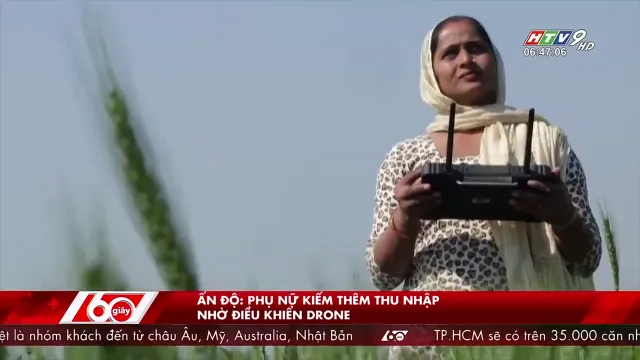 HTV9 HD
06:47:06
60 giây
ẤN ĐỘ: PHỤ NỮ KIẾM THÊM THU NHẬP
NHỜ ĐIỀU KHIỂN DRONE
ệt là nhóm khách đến từ châu Âu, Mỹ, Australia, Nhật Bản
60
TP.HCM sẽ có trên 35.000 căn nh